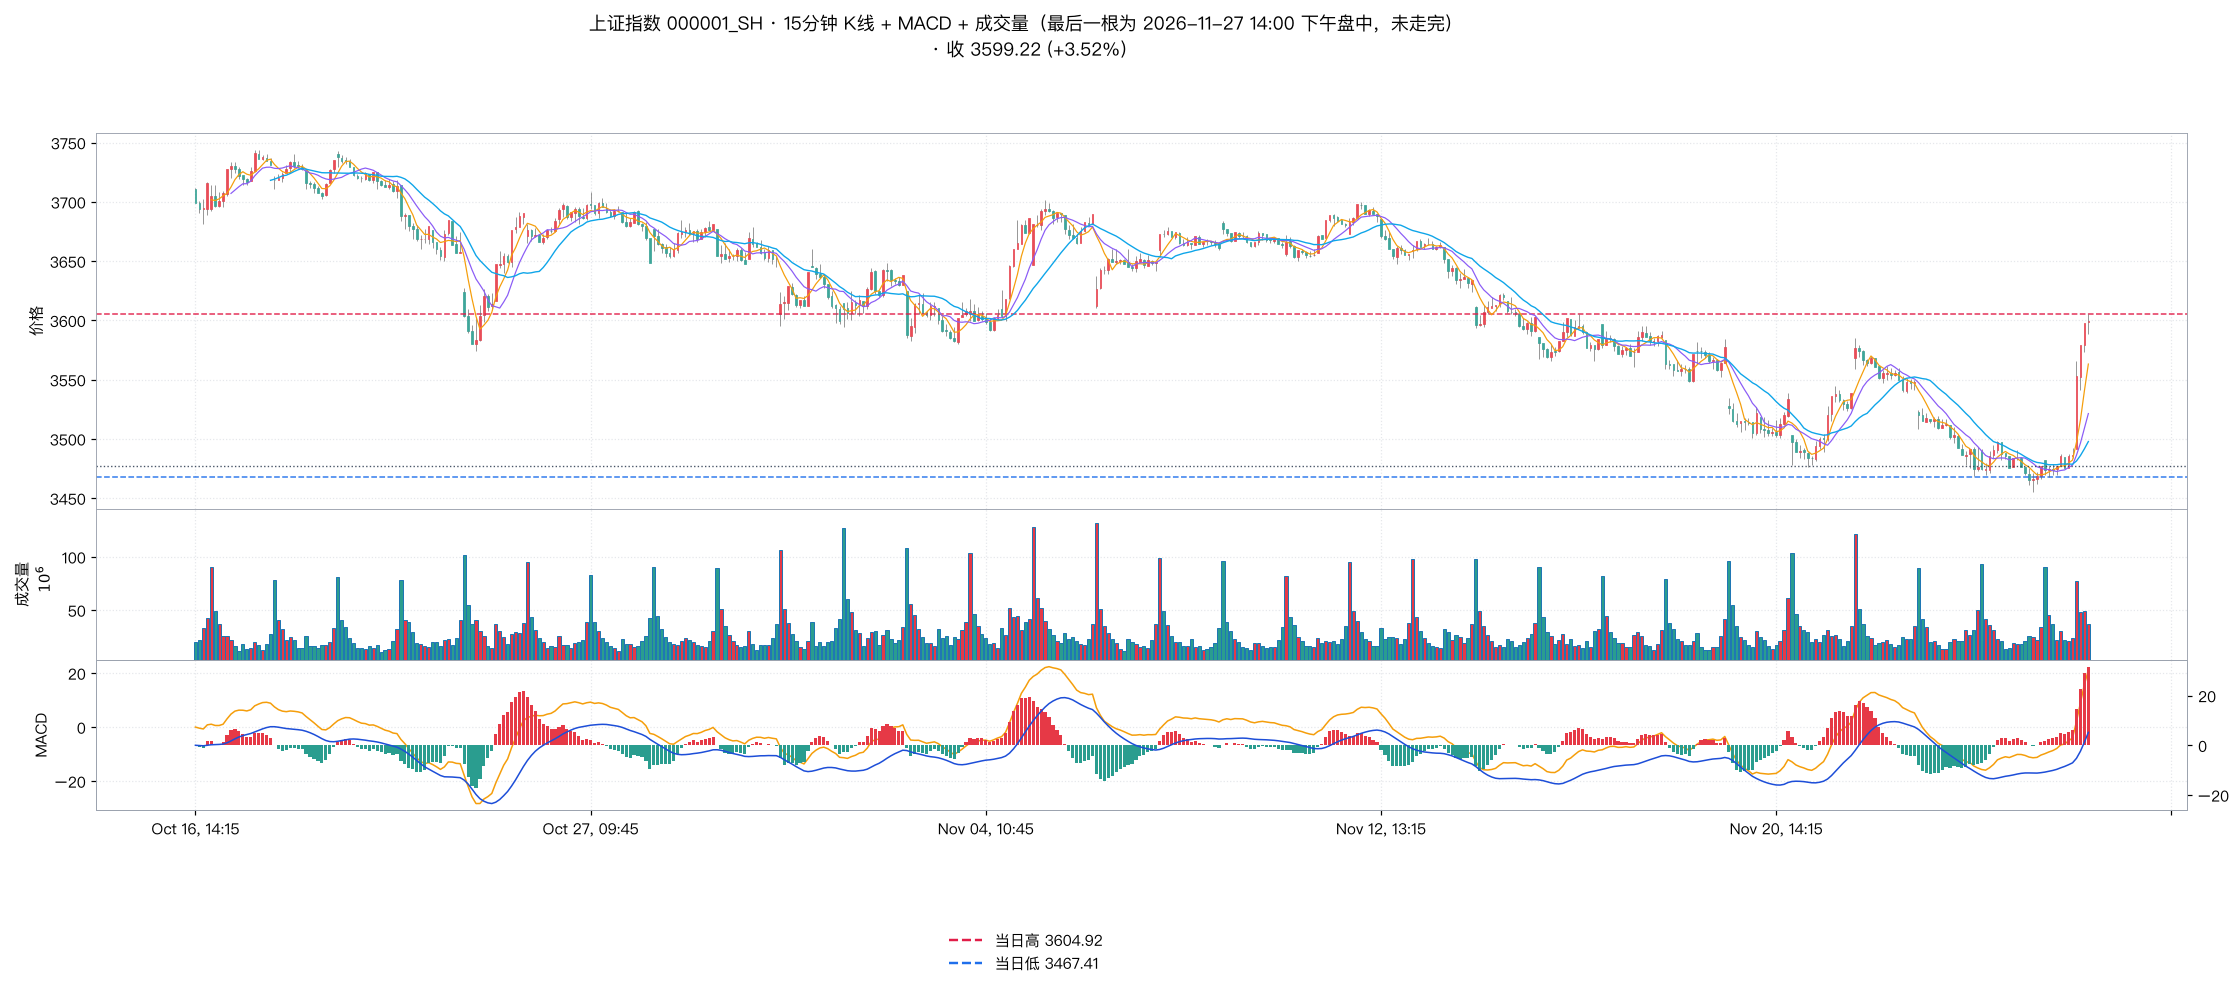 上证指数 000001_SH · 15分钟 K线 + MACD + 成交量（最后一根为 2026-11-27 14:00 下午盘中，未走完）
· 收 3599.22 (+3.52%)
价格
3750
3700
3650
3600
3550
3500
3450
成交量
10⁶
100
50
MACD
20
0
−20
20
0
−20
Oct 16, 14:15
Oct 27, 09:45
Nov 04, 10:45
Nov 12, 13:15
Nov 20, 14:15
当日高 3604.92
当日低 3467.41